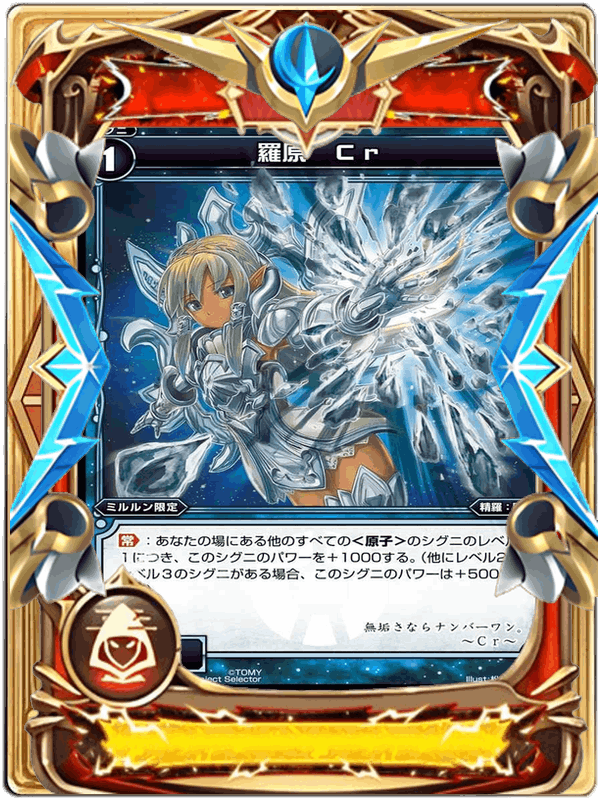 シグニ
1
羅原 Cr
ミルルン限定
精羅：
常：あなたの場にある他のすべての<原子>のシグニのレベル
1につき、このシグニのパワーを＋1000する。(他にレベル2
ベル3のシグニがある場合、このシグニのパワーは＋500
無垢さならナンバーワン。
～Cr～
©TOMY
lect Selector
Illust: